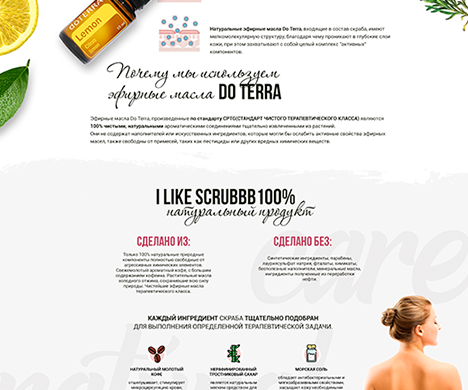 dōTERRA
Lemon
Натуральные эфирные масла Do Terra, входящие в состав скраба, имеют
мелкомолекулярную структуру, благодаря чему проникают в глубокие слои
кожи, при этом захватывают с собой целый комплекс "активных"
компонентов.
Почему мы используем
эфирные масла DO TERRA
Эфирные масла Do Terra, произведенные по стандарту CPTG(СТАНДАРТ ЧИСТОГО ТЕРАПЕВТИЧЕСКОГО КЛАССА) являются
100% чистыми, натуральными ароматическими соединениями тщательно извлеченными из растений.
Они не содержат наполнителей или искусственных ингредиентов, которые могли бы ослабить активные свойства эфирных
масел, также свободны от примесей, таких как пестициды или других вредных химических веществ.
I LIKE SCRUBBB 100%
натуральный продукт
СДЕЛАНО ИЗ:
Только 100% натуральные природные
компоненты полностью свободные от
агрессивных химических элементов.
Свежемолотый ароматный кофе, с большим
содержанием кофеина. Растительные масла
холодного отжима, сохранившие всю силу
природы. Чистейшие эфирные масла
терапевтического класса.
СДЕЛАНО БЕЗ:
Синтетические ингредиенты, парабены,
лаурилсульфат натрия, фталаты, химикаты,
бесполезные наполнители, минеральные масла,
ингредиенты полученные из переработки
нефти.
care
КАЖДЫЙ ИНГРЕДИЕНТ СКРАБА ТЩАТЕЛЬНО ПОДОБРАН
ДЛЯ ВЫПОЛНЕНИЯ ОПРЕДЕЛЕННОЙ ТЕРАПЕВТИЧЕСКОЙ ЗАДАЧИ.
НАТУРАЛЬНЫЙ МОЛОТЫЙ
КОФЕ
отшелушивает, стимулирует
микроциркуляцию крови,
НЕРАФИНИРОВАННЫЙ
ТРОСТНИКОВЫЙ САХАР
является натуральным
мягким средством для
МОРСКАЯ СОЛЬ
обладает антибактериальными и
мягкоабразивными свойствами,
насыщает кожу необходимыми